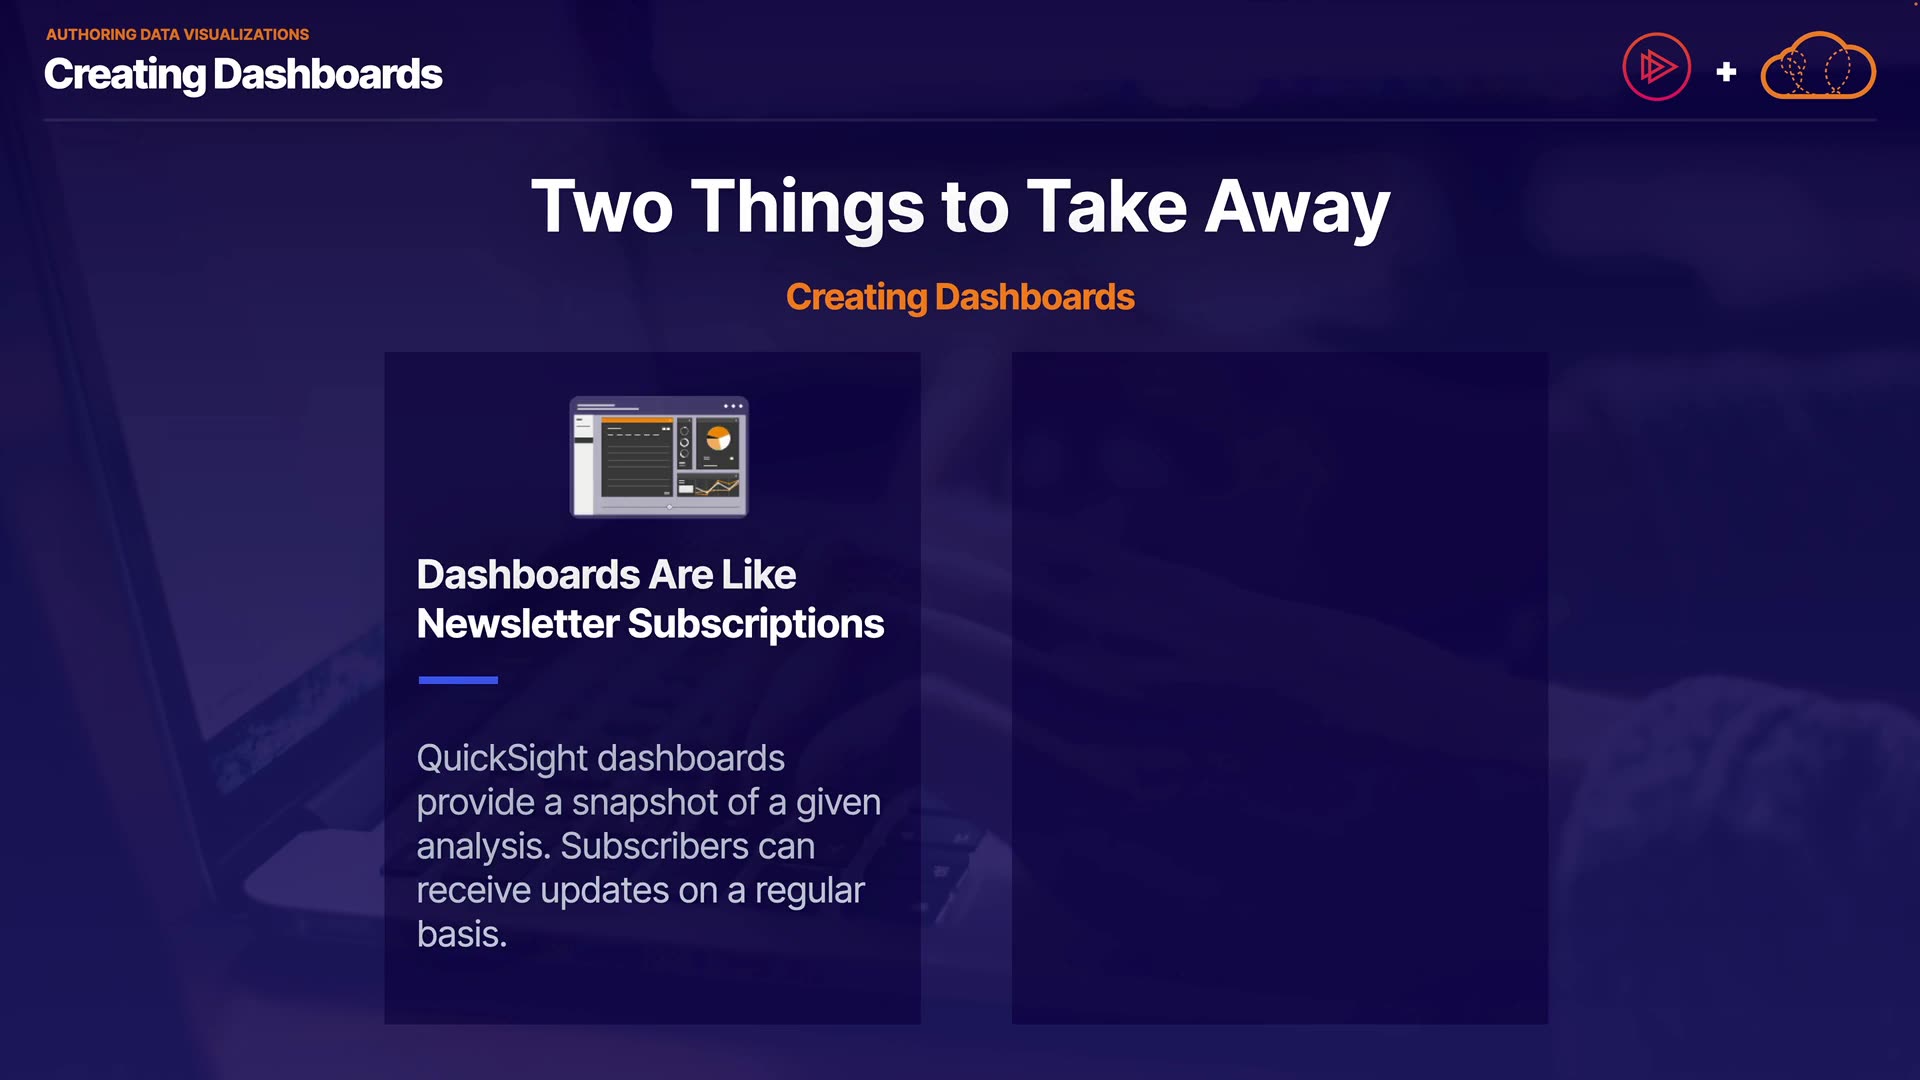 AUTHORING DATA VISUALIZATIONS
Creating Dashboards
Two Things to Take Away
Creating Dashboards
Dashboards Are Like
Newsletter Subscriptions
QuickSight dashboards
provide a snapshot of a given
analysis. Subscribers can
receive updates on a regular
basis.